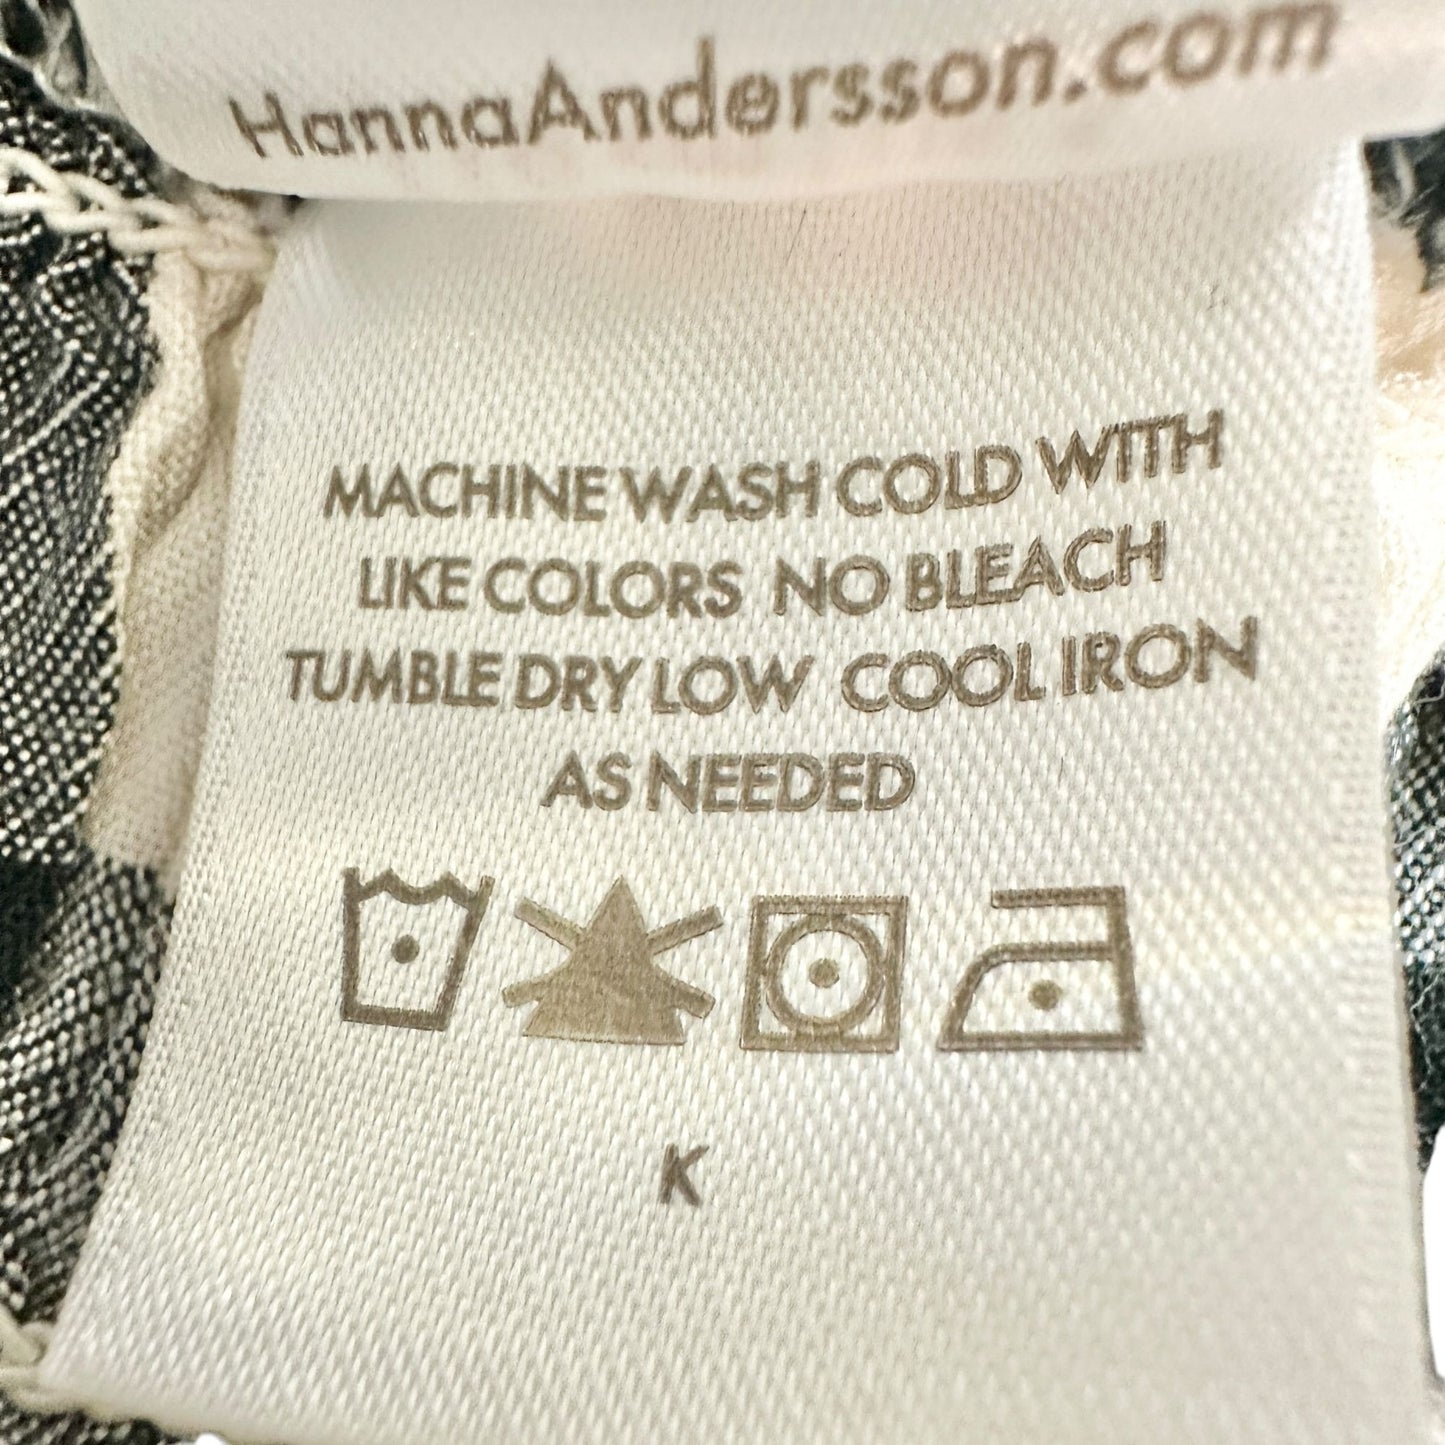 HannaAndersson.com
MACHINE WASH COLD WITH
LIKE COLORS NO BLEACH
TUMBLE DRY LOW COOL IRON
AS NEEDED
K